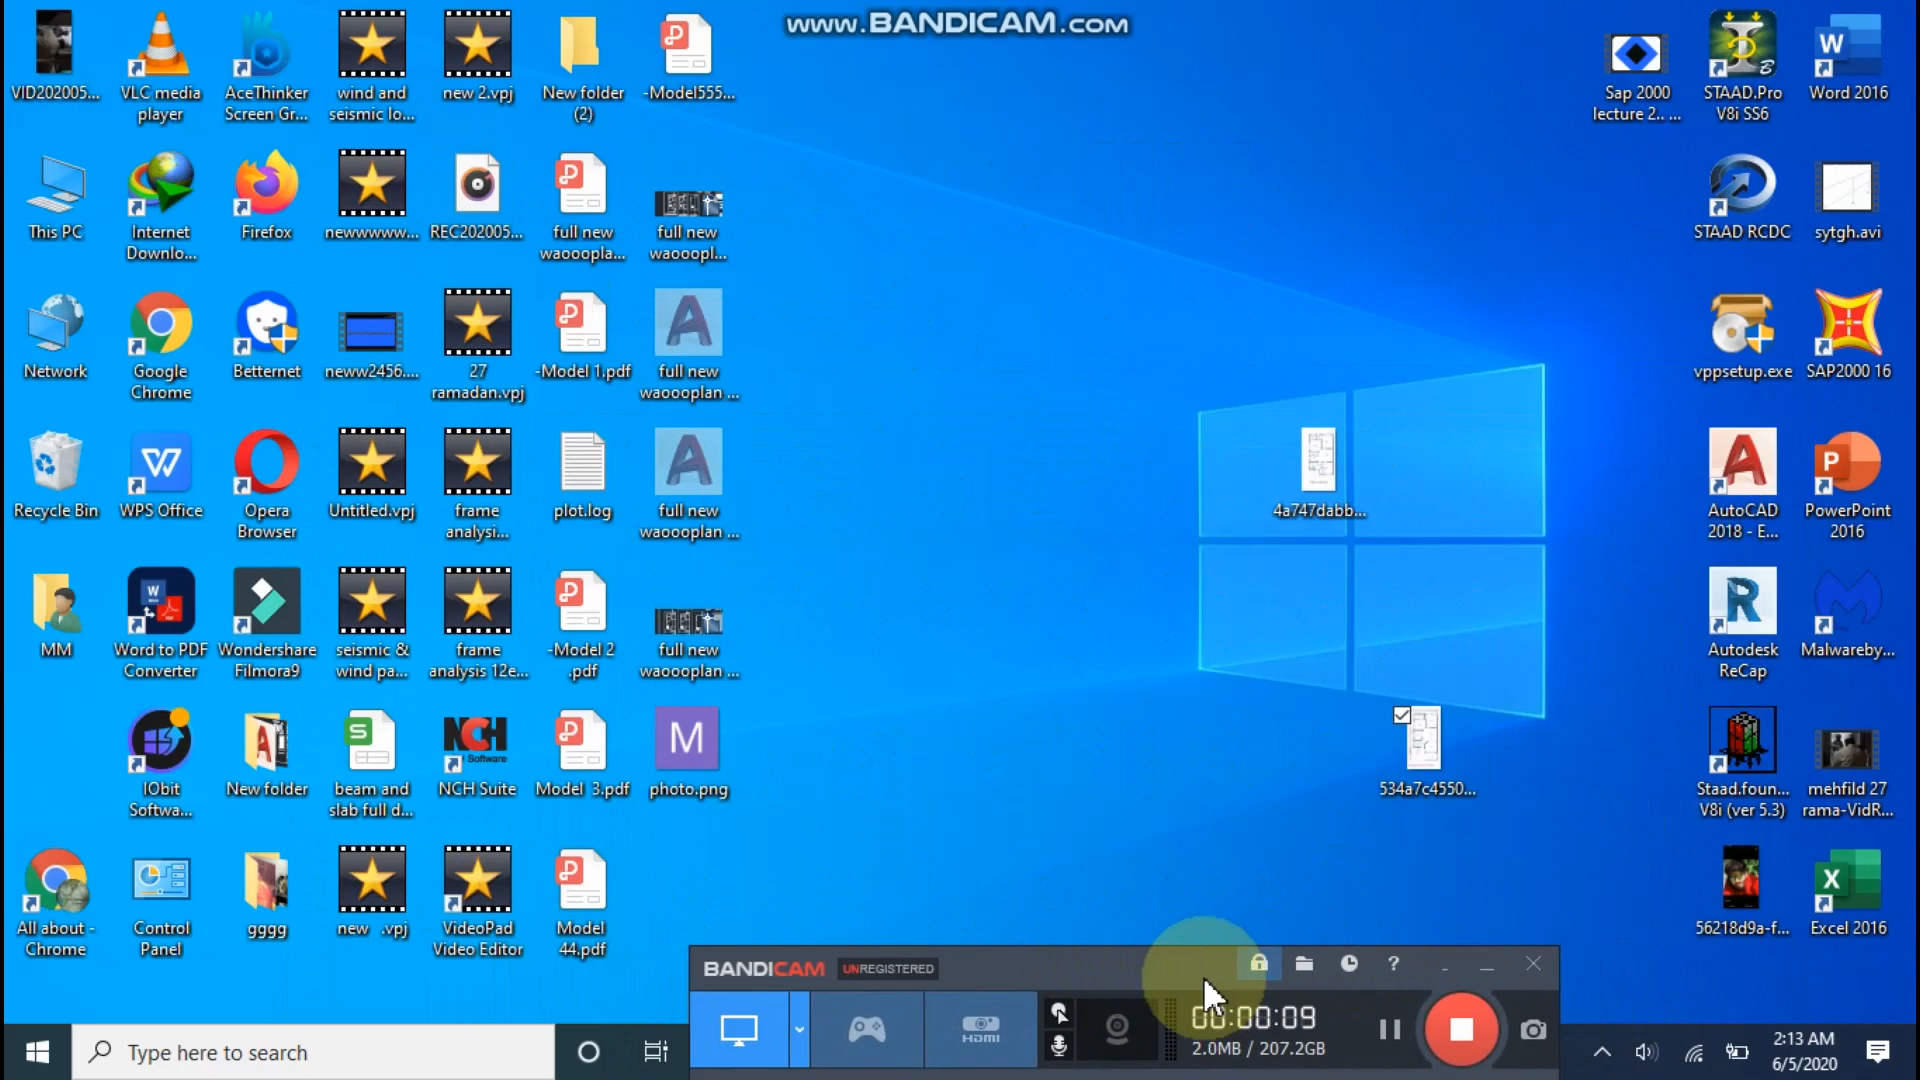 www.BANDICAM.com
VID202005...
VLC media
player
AceThinker
Screen Gr...
wind and
seismic lo...
new 2.vpj
New folder
(2)
-Model555...
Sap 2000
lecture 2.. ...
STAAD.Pro
V8i SS6
Word 2016
This PC
Internet
Downlo...
Firefox
newwwww...
REC202005...
full new
waooopla...
full new
waooopl...
STAAD RCDC
sytgh.avi
Network
Google
Chrome
Betternet
neww2456....
27
ramadan.vpj
-Model 1.pdf
full new
waoooplan ...
vppsetup.exe
SAP2000 16
Recycle Bin
WPS Office
Opera
Browser
Untitled.vpj
frame
analysi...
plot.log
full new
waoooplan ...
4a747dabb...
AutoCAD
2018 - E...
PowerPoint
2016
MM
Word to PDF
Converter
Wondershare
Filmora9
seismic &
wind pa...
frame
analysis 12e...
-Model 2
.pdf
full new
waoooplan ...
Autodesk
ReCap
Malwareby...
IObit
Softwa...
New folder
beam and
slab full d...
NCH Software
NCH Suite
Model  3.pdf
M
photo.png
534a7c4550...
Staad.foun...
V8i (ver 5.3)
mehfild 27
rama-VidR...
All about -
Chrome
Control
Panel
gggg
new   .vpj
VideoPad
Video Editor
Model
44.pdf
56218d9a-f...
Excel 2016
BANDICAM UNREGISTERED
HDMI
00:00:09
2.0MB / 207.2GB
Type here to search
2:13 AM
6/5/2020